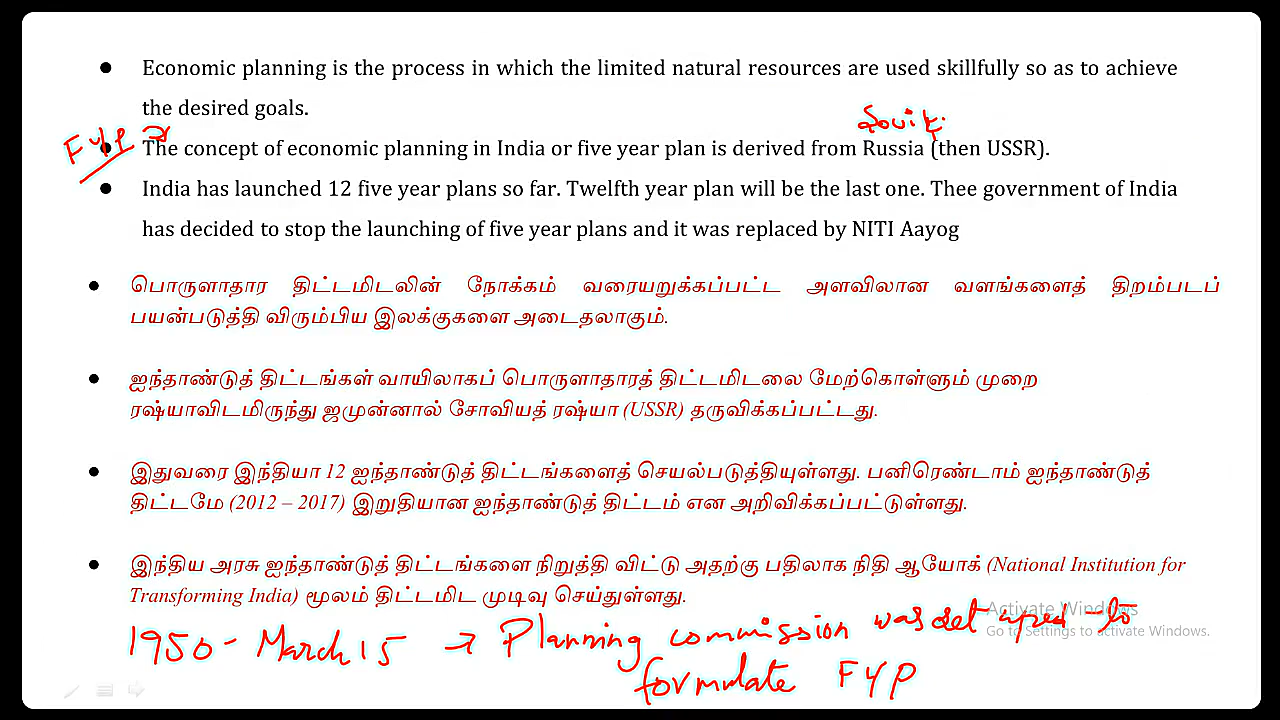 ● Economic planning is the process in which the limited natural resources are used skillfully so as to achieve
the desired goals.
FYP
● The concept of economic planning in India or five year plan is derived from Russia (then USSR).
● India has launched 12 five year plans so far. Twelfth year plan will be the last one. Thee government of India
has decided to stop the launching of five year plans and it was replaced by NITI Aayog
● பொருளாதார திட்டமிடலின் நோக்கம் வரையறுக்கப்பட்ட அளவிலான வளங்களைத் திறம்படப்
பயன்படுத்தி விரும்பிய இலக்குகளை அடைதலாகும்.
● ஐந்தாண்டுத் திட்டங்கள் வாயிலாகப் பொருளாதாரத் திட்டமிடலை மேற்கொள்ளும் முறை
ரஷ்யாவிடமிருந்து ஜமுன்னால் சோவியத் ரஷ்யா (USSR) தருவிக்கப்பட்டது.
● இதுவரை இந்தியா 12 ஐந்தாண்டுத் திட்டங்களைத் செயல்படுத்தியுள்ளது. பனிரெண்டாம் ஐந்தாண்டுத்
திட்டமே (2012 – 2017) இறுதியான ஐந்தாண்டுத் திட்டம் என அறிவிக்கப்பட்டுள்ளது.
● இந்திய அரசு ஐந்தாண்டுத் திட்டங்களை நிறுத்தி விட்டு அதற்கு பதிலாக நிதி ஆயோக் (National Institution for
Transforming India) மூலம் திட்டமிட முடிவு செய்துள்ளது.
1950 - March 15 → Planning commission was set up to
formulate FYP
Activate Windows
Go to Settings to activate Windows.